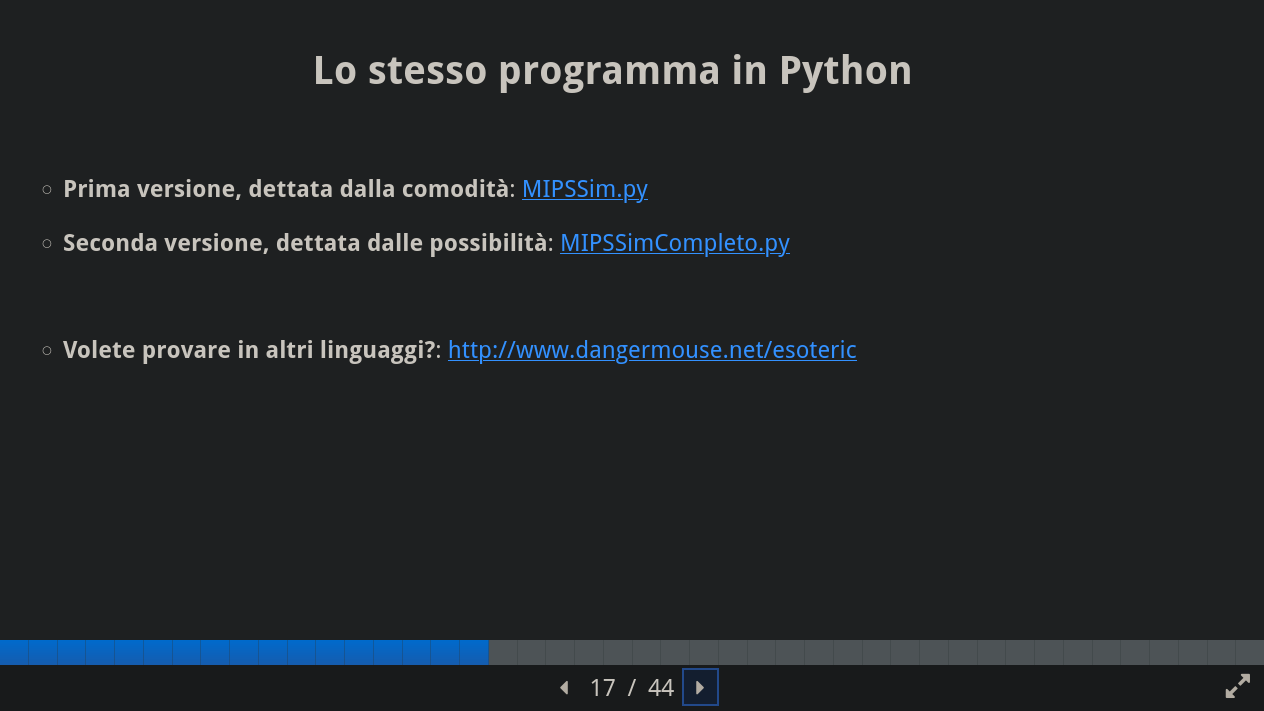 Lo stesso programma in Python
Prima versione, dettata dalla comodità: MIPSSim.py
Seconda versione, dettata dalle possibilità: MIPSSimCompleto.py
Volete provare in altri linguaggi?: http://www.dangermouse.net/esoteric
17 / 44